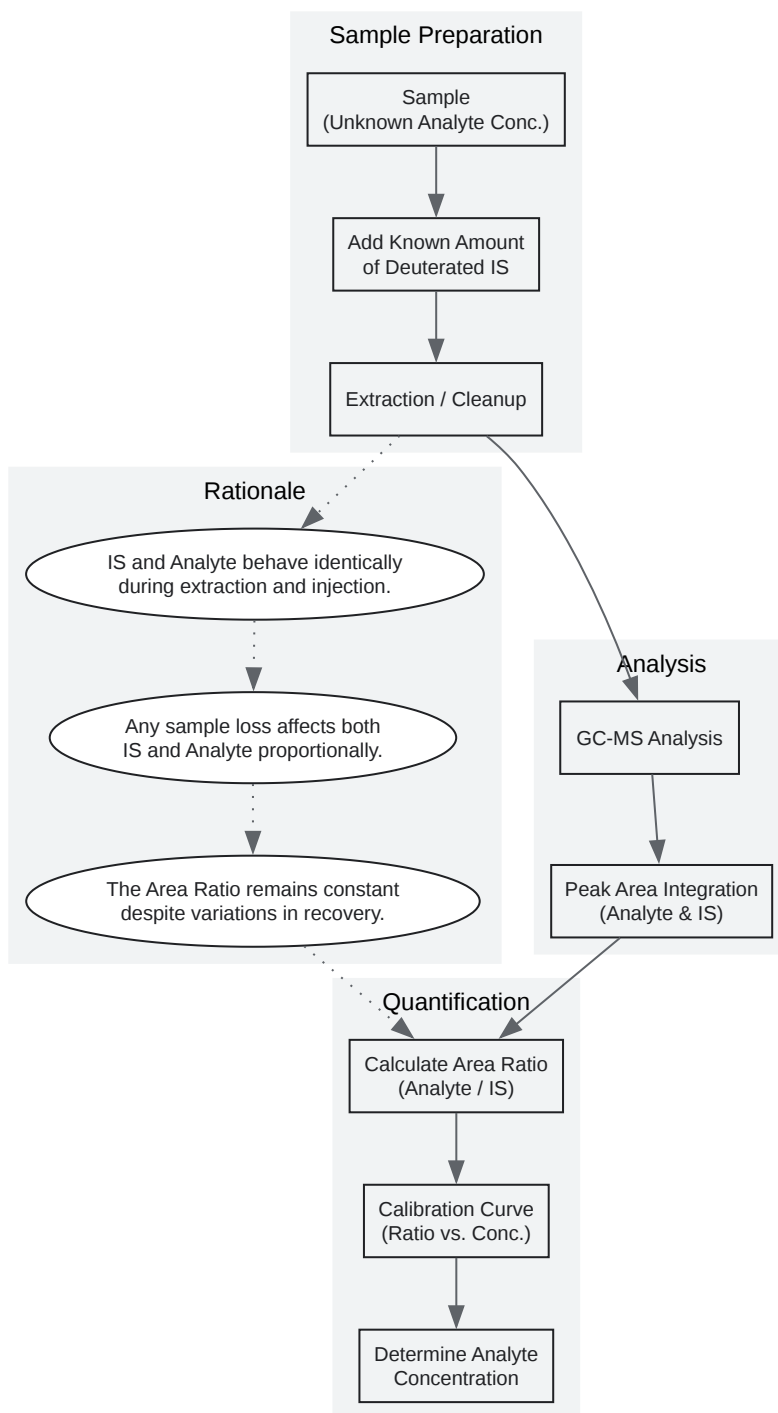 Sample Preparation
Sample
(Unknown Analyte Conc.)
Add Known Amount
of Deuterated IS
Extraction / Cleanup
Rationale
IS and Analyte behave identically
during extraction and injection.
Any sample loss affects both
IS and Analyte proportionally.
The Area Ratio remains constant
despite variations in recovery.
Analysis
GC-MS Analysis
Peak Area Integration
(Analyte & IS)
Quantification
Calculate Area Ratio
(Analyte / IS)
Calibration Curve
(Ratio vs. Conc.)
Determine Analyte
Concentration